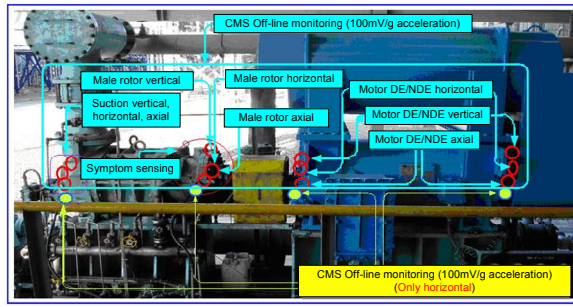 CMS Off-line monitoring (100mV/g acceleration)
Male rotor vertical
Male rotor horizontal
Suction vertical,
horizontal, axial
Motor DE/NDE horizontal
Male rotor axial
Motor DE/NDE vertical
Motor DE/NDE axial
Symptom sensing
CMS Off-line monitoring (100mV/g acceleration)
(Only horizontal)